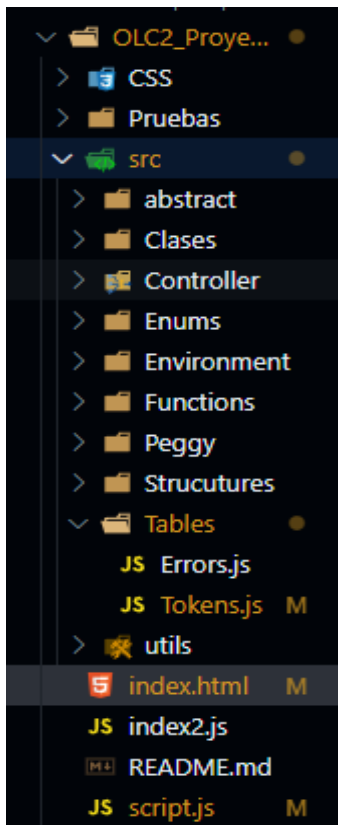 OLC2_Proye...
CSS
Pruebas
src
abstract
Clases
Controller
Enums
Environment
Functions
Peggy
Strucutures
Tables
JS Errors.js
JS Tokens.js M
utils
index.html M
JS index2.js
README.md
JS script.js M